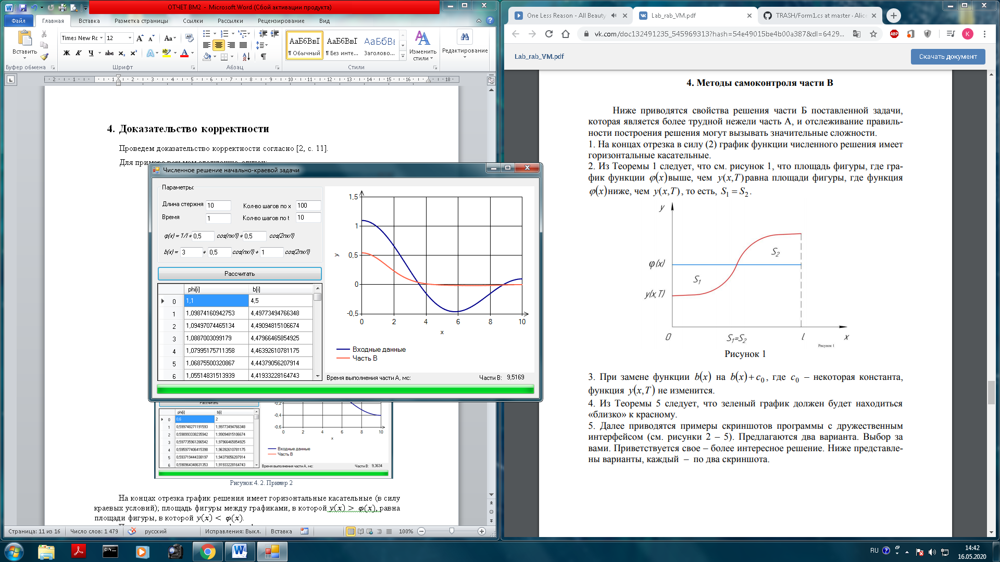 ОТЧЕТ ВМ2 - Microsoft Word (Сбой активации продукта)
Файл Главная Вставка Разметка страницы Ссылки Рассылки Рецензирование Вид
Вставить
Times New Ro 12
Ж К Ч abc x₂ x²
АаБбВвІ АаБбВвІ АаБбВ
¶ Обычный ¶ Без инте... Заголово...
Изменить стили
Редактирование
Буфер обмена Шрифт Абзац Стили
4. Доказательство корректности
Проведем доказательство корректности согласно [2, с. 11].
Численное решение начально-краевой задачи
Параметры:
Длина стержня 10 Кол-во шагов по x 100
Время 1 Кол-во шагов по t 10
φ(x) = 1/l + 0,5 cos(πx/l) + 0,5 cos(2πx/l)
b(x) = 3 + 0,5 cos(πx/l) + 1 cos(2πx/l)
Рассчитать
phi[i] b[i]
0 1,1 4,5
1 1,09874160942753 4,49773494766348
2 1,09497074465134 4,49094815106674
3 1,0887003099179 4,47966465854925
4 1,07995175711358 4,46392610781175
5 1,06875500320867 4,44379056207914
6 1,05514831513939 4,41933228164743
1,5
1
0,5
0
-0,5
y
0 2 4 6 8 10
x
Входные данные
Часть В
Время выполнения части А, мс: Части В: 9,5169
Рассчитать
phi[i] b[i]
0 0,6 2
1 0,599748271191593 1,99773494766348
2 0,598993338235942 1,99094815106674
3 0,597735961286542 1,97966465854925
4 0,595977406415398 1,96392610781175
5 0,593719444338197 1,94379056207914
6 0,590964348631353 1,91933228164743
-0,2
-0,4
-0,6
0 2 4 6 8 10
x
Входные данные
Часть В
Время выполнения части А, мс: Части В: 9,3634
Рисунок 4. 2. Пример 2
На концах отрезка график решения имеет горизонтальные касательные (в силу
краевых условий); площадь фигуры между графиками, в которой y(x) > φ(x), равна
площади фигуры, в которой y(x) < φ(x).
Страница: 11 из 16 Число слов: 1 479 русский Исправления: Выкл. Вставка 100%
One Less Reason - All Beauty Lab_rab_VM.pdf TRASH/Form1.cs at master · Alice
vk.com/doc132491235_545969313?hash=54e49015be4b00a387&dl=6429...
ABP K
Lab_rab_VM.pdf Скачать документ
4. Методы самоконтроля части В
Ниже приводятся свойства решения части Б поставленной задачи,
которая является более трудной нежели часть А, и отслеживание правиль-
ности построения решения могут вызывать значительные сложности.
1. На концах отрезка в силу (2) график функции численного решения имеет
горизонтальные касательные.
2. Из Теоремы 1 следует, что см. рисунок 1, что площадь фигуры, где гра-
фик функции φ(x)выше, чем y(x,T)равна площади фигуры, где функция
φ(x)ниже, чем y(x,T), то есть, S₁ = S₂.
y
φ(x)
y(x,T)
S₁
S₂
0 S₁=S₂ l x
Рисунок 1
Рисунок 1
3. При замене функции b(x) на b(x)+c₀, где c₀ – некоторая константа,
функция y(x,T) не изменится.
4. Из Теоремы 5 следует, что зеленый график должен будет находиться
«близко» к красному.
5. Далее приводятся примеры скриншотов программы с дружественным
интерфейсом (см. рисунки 2 – 5). Предлагаются два варианта. Выбор за
вами. Приветствуется свое – более интересное решение. Ниже представле-
ны варианты, каждый – по два скриншота.
RU
14:42
16.05.2020